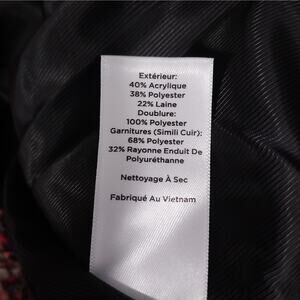 Extérieur:
40% Acrylique
38% Polyester
22% Laine
Doublure:
100% Polyester
Garnitures (Simili Cuir):
68% Polyester
32% Rayonne Enduit De
Polyuréthanne
Nettoyage À Sec
Fabriqué Au Vietnam